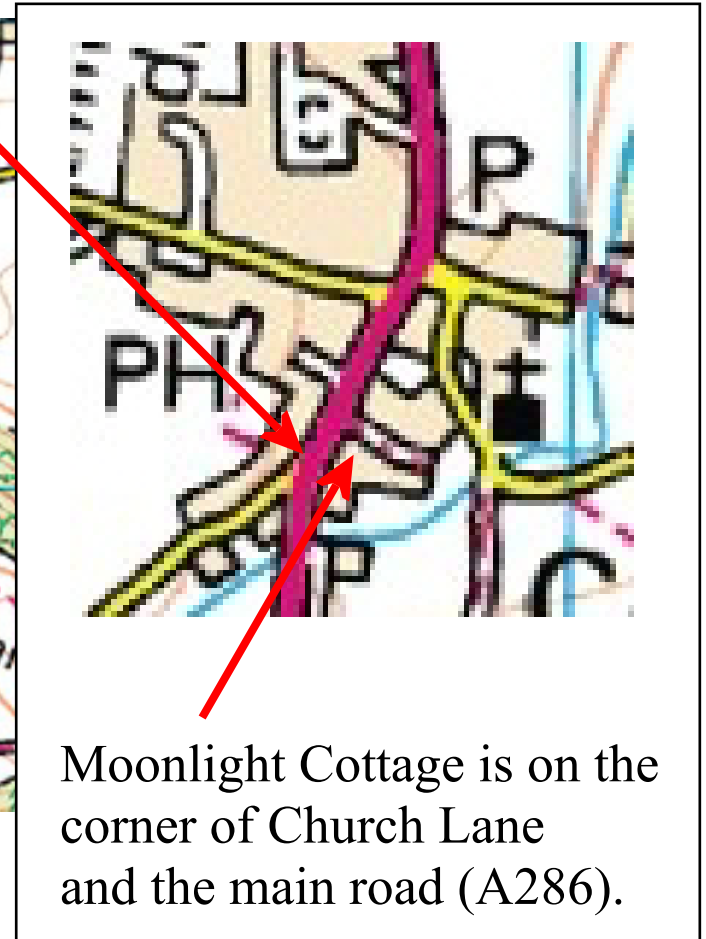 P
PH
C
Moonlight Cottage is on the
corner of Church Lane
and the main road (A286).